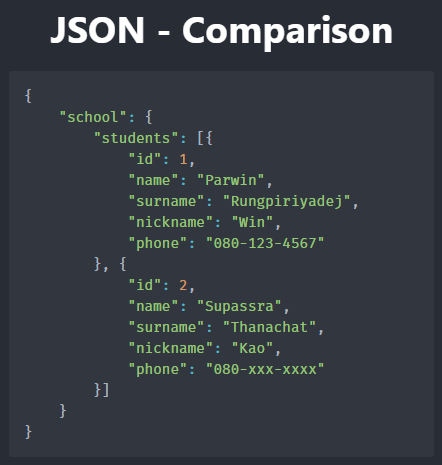 JSON - Comparison
{
    "school": {
        "students": [{
            "id": 1,
            "name": "Parwin",
            "surname": "Rungpiriyadej",
            "nickname": "Win",
            "phone": "080-123-4567"
        }, {
            "id": 2,
            "name": "Supassra",
            "surname": "Thanachat",
            "nickname": "Kao",
            "phone": "080-xxx-xxxx"
        }]
    }
}